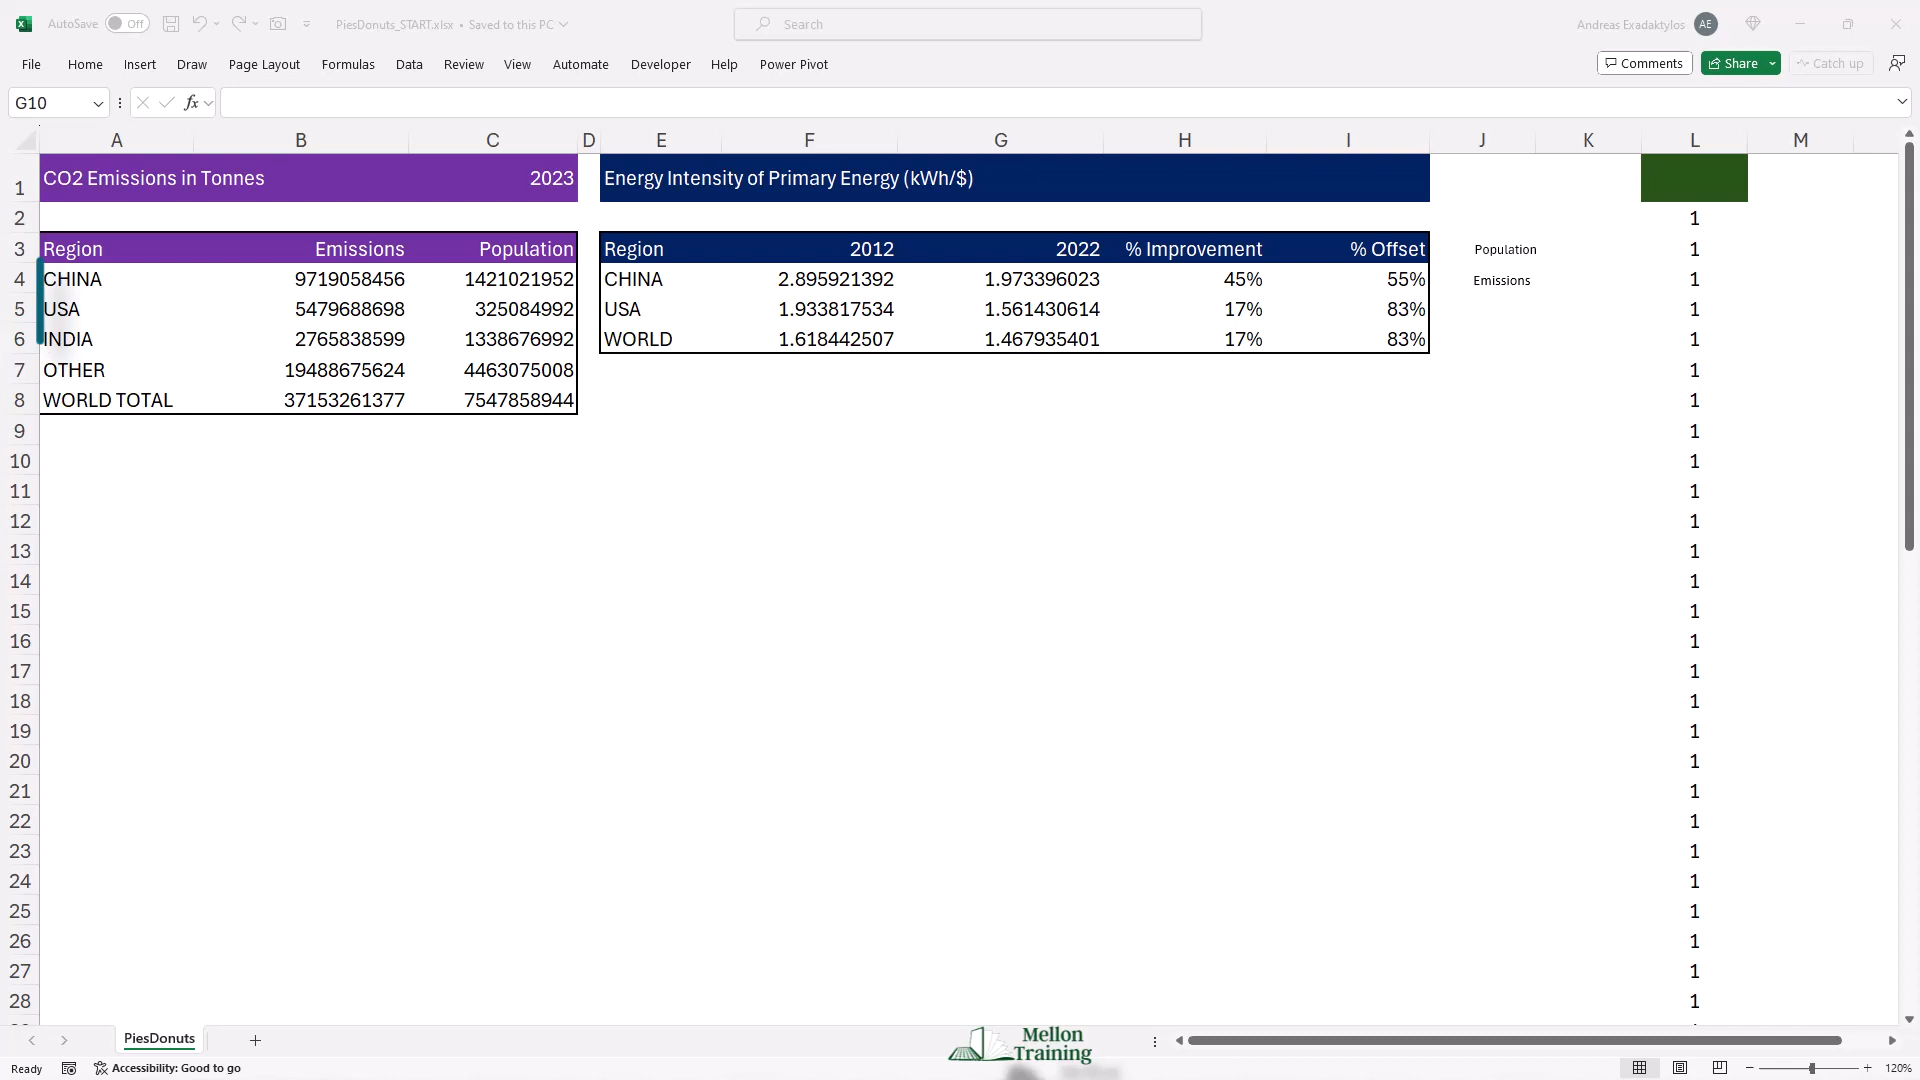 AutoSave Off PiesDonuts_START.xlsx • Saved to this PC Search Andreas Exadaktylos AE
File Home Insert Draw Page Layout Formulas Data Review View Automate Developer Help Power Pivot Comments Share Catch up
G10 fx
A B C D E F G H I J K L M
1 CO2 Emissions in Tonnes 2023 Energy Intensity of Primary Energy (kWh/$)
2 1
3 Region Emissions Population Region 2012 2022 % Improvement % Offset Population 1
4 CHINA 9719058456 1421021952 CHINA 2.895921392 1.973396023 45% 55% Emissions 1
5 USA 5479688698 325084992 USA 1.933817534 1.561430614 17% 83% 1
6 INDIA 2765838599 1338676992 WORLD 1.618442507 1.467935401 17% 83% 1
7 OTHER 19488675624 4463075008 1
8 WORLD TOTAL 37153261377 7547858944 1
9 1
10 1
11 1
12 1
13 1
14 1
15 1
16 1
17 1
18 1
19 1
20 1
21 1
22 1
23 1
24 1
25 1
26 1
27 1
28 1
PiesDonuts
Mellon
Training
Ready Accessibility: Good to go 120%